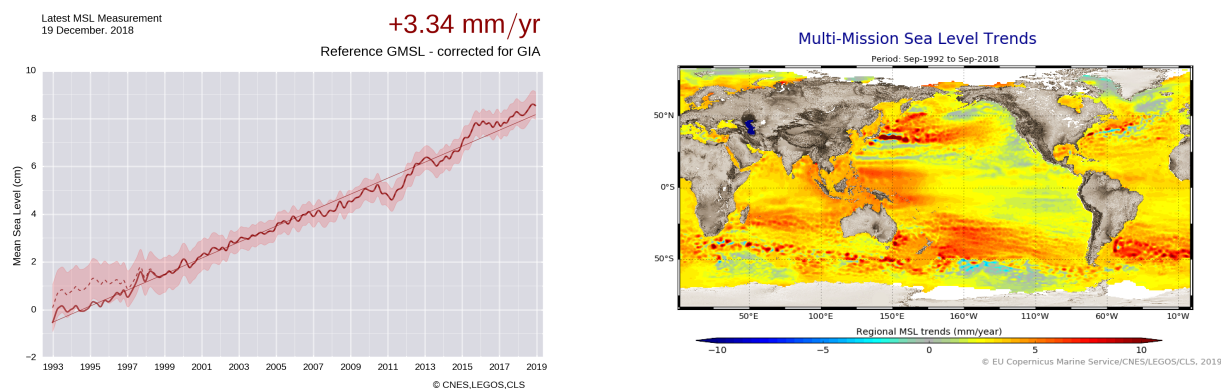 Latest MSL Measurement
19 December. 2018
+3.34 mm/yr
Reference GMSL - corrected for GIA
Mean Sea Level (cm)
10
8
6
4
2
0
−2
1993 1995 1997 1999 2001 2003 2005 2007 2009 2011 2013 2015 2017 2019
© CNES,LEGOS,CLS
Multi-Mission Sea Level Trends
Period: Sep-1992 to Sep-2018
50°N
0°S
50°S
50°E 100°E 150°E 160°W 110°W 60°W 10°W
Regional MSL trends (mm/year)
−10 −5 0 5 10
© EU Copernicus Marine Service/CNES/LEGOS/CLS, 2019